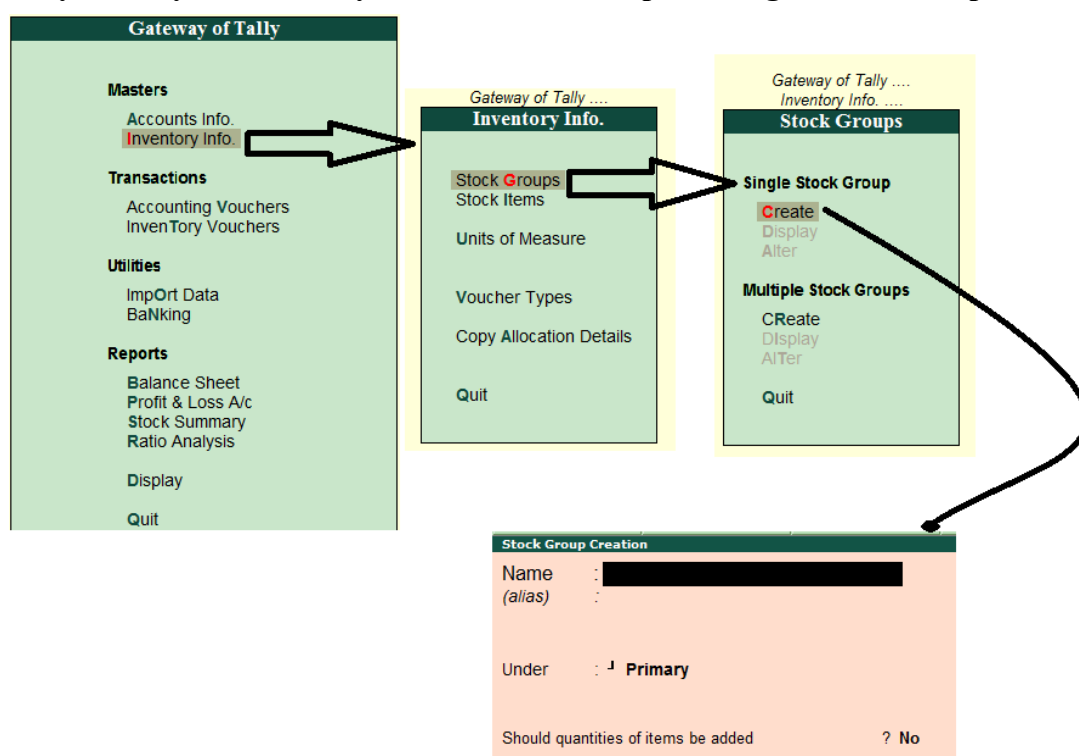 Gateway of Tally
Masters
Accounts Info.
Inventory Info.
Transactions
Accounting Vouchers
InvenTory Vouchers
Utilities
ImpOrt Data
BaNking
Reports
Balance Sheet
Profit & Loss A/c
Stock Summary
Ratio Analysis
Display
Quit
Gateway of Tally ....
Inventory Info.
Stock Groups
Stock Items
Units of Measure
Voucher Types
Copy Allocation Details
Quit
Gateway of Tally ....
Inventory Info. ....
Stock Groups
Single Stock Group
Create
Display
Alter
Multiple Stock Groups
CReate
DIsplay
AlTer
Quit
Stock Group Creation
Name :
(alias) :
Under : ┘ Primary
Should quantities of items be added ? No